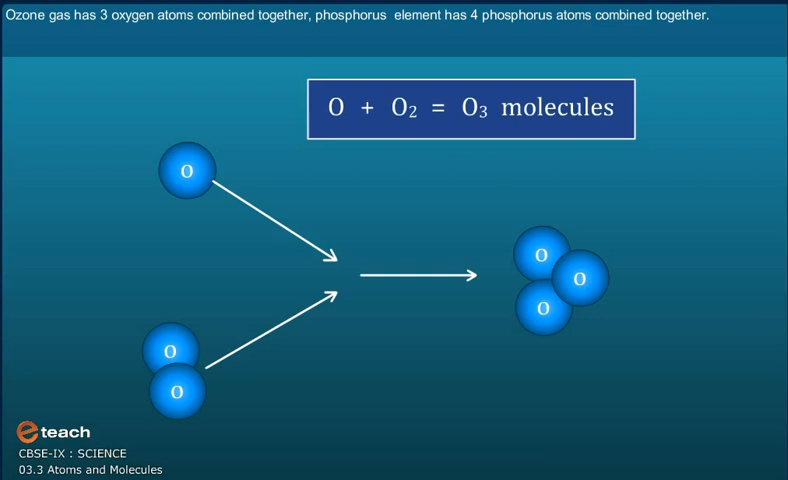 Ozone gas has 3 oxygen atoms combined together, phosphorus  element has 4 phosphorus atoms combined together.
O + O₂ = O₃ molecules
O
O
O
O
O
O
e teach
CBSE-IX : SCIENCE
03.3 Atoms and Molecules